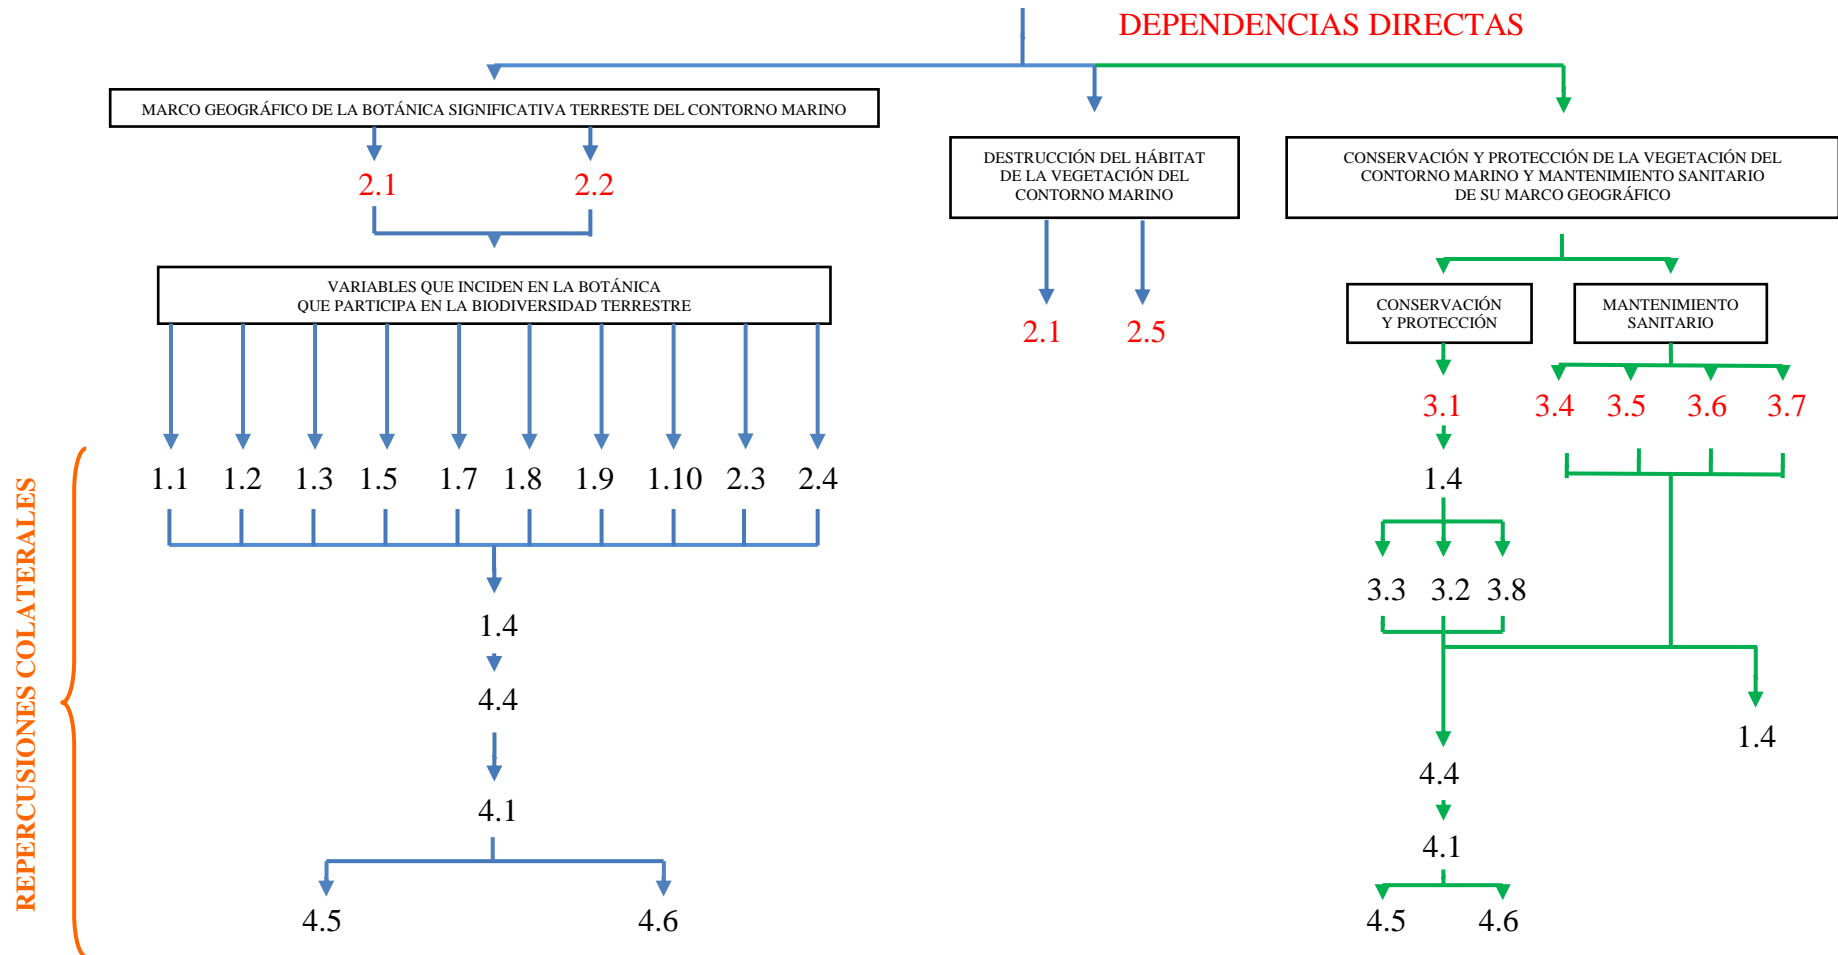 DEPENDENCIAS DIRECTAS
MARCO GEOGRÁFICO DE LA BOTÁNICA SIGNIFICATIVA TERRESTE DEL CONTORNO MARINO
DESTRUCCIÓN DEL HÁBITAT
DE LA VEGETACIÓN DEL
CONTORNO MARINO
CONSERVACIÓN Y PROTECCIÓN DE LA VEGETACIÓN DEL
CONTORNO MARINO Y MANTENIMIENTO SANITARIO
DE SU MARCO GEOGRÁFICO
2.1 2.2
VARIABLES QUE INCIDEN EN LA BOTÁNICA
QUE PARTICIPA EN LA BIODIVERSIDAD TERRESTRE
2.1 2.5
CONSERVACIÓN
Y PROTECCIÓN
MANTENIMIENTO
SANITARIO
3.1 3.4 3.5 3.6 3.7
REPERCUSIONES COLATERALES
1.1 1.2 1.3 1.5 1.7 1.8 1.9 1.10 2.3 2.4
1.4
3.3 3.2 3.8
1.4
4.4
1.4
4.4
4.1
4.1
4.5 4.6
4.5 4.6